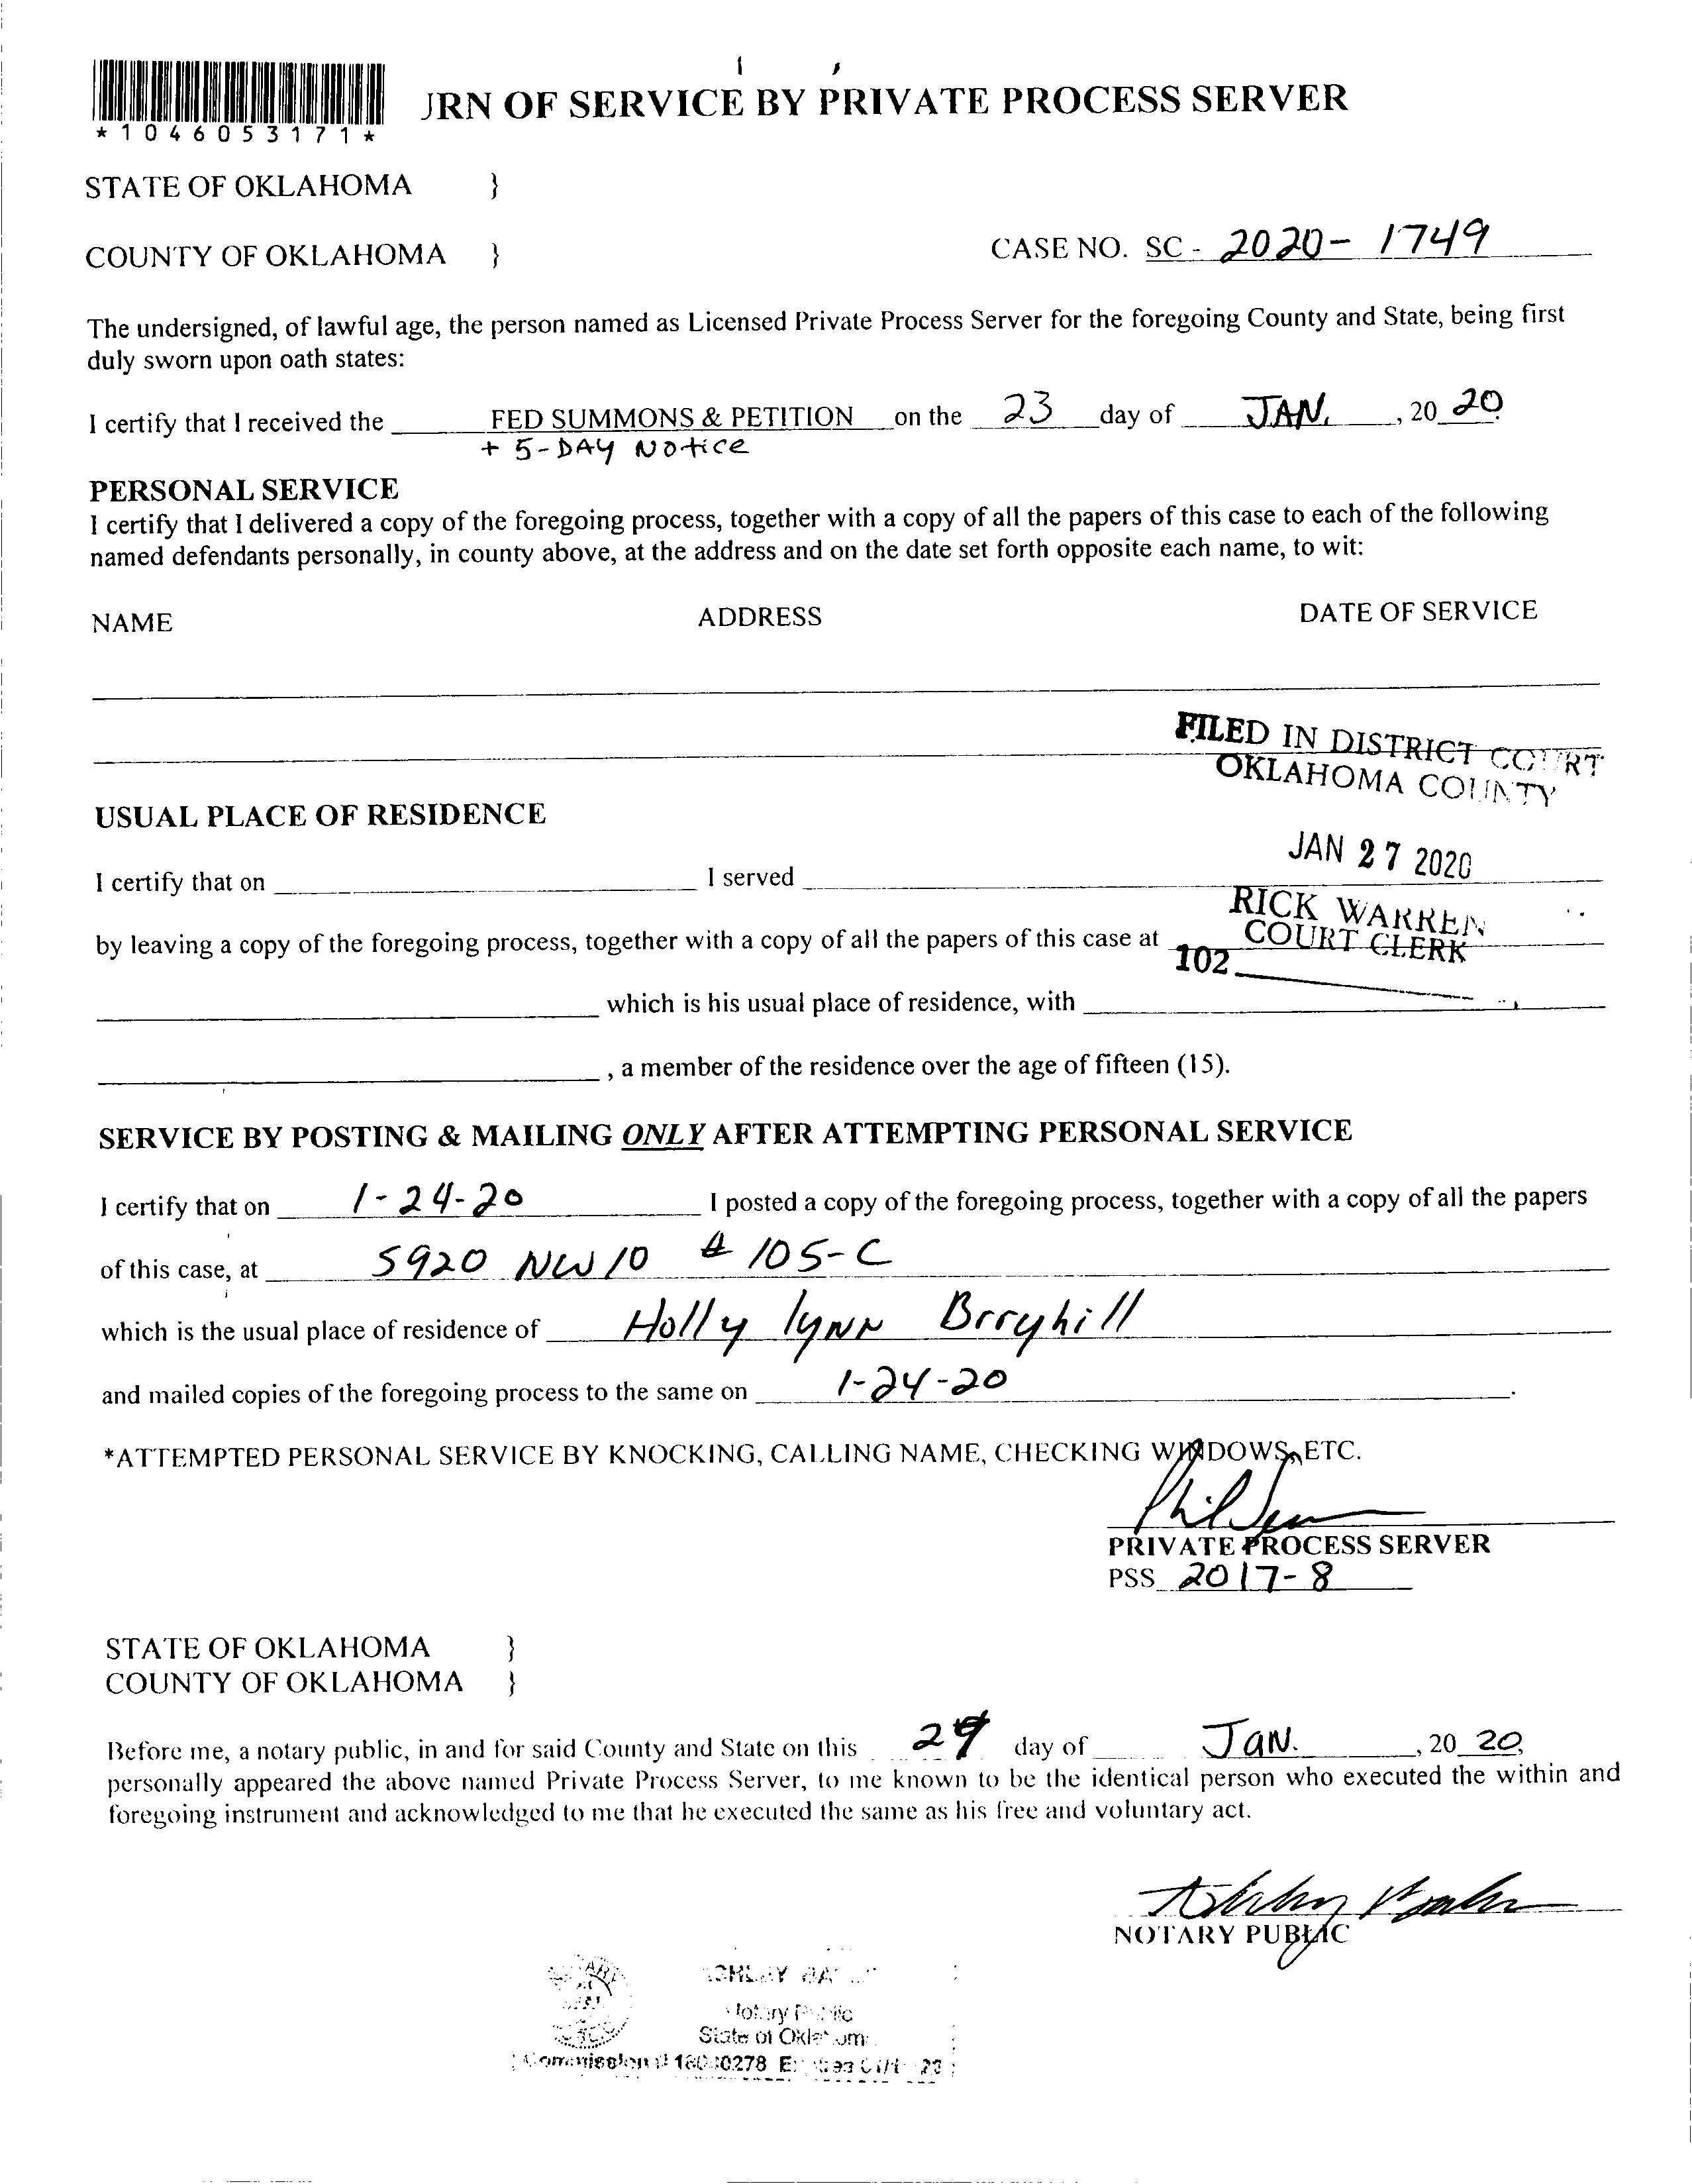 *1046053171*
JRN OF SERVICE BY PRIVATE PROCESS SERVER
STATE OF OKLAHOMA }
COUNTY OF OKLAHOMA } CASE NO. SC - 2020- 1749
The undersigned, of lawful age, the person named as Licensed Private Process Server for the foregoing County and State, being first
duly sworn upon oath states:
I certify that I received the FED SUMMONS & PETITION on the 23 day of JAN. , 20 20
+ 5-DAY Notice
PERSONAL SERVICE
I certify that I delivered a copy of the foregoing process, together with a copy of all the papers of this case to each of the following
named defendants personally, in county above, at the address and on the date set forth opposite each name, to wit:
NAME ADDRESS DATE OF SERVICE
FILED IN DISTRICT COURT
OKLAHOMA COUNTY
USUAL PLACE OF RESIDENCE
JAN 27 2020
I certify that on I served
RICK WARREN
by leaving a copy of the foregoing process, together with a copy of all the papers of this case at COURT CLERK
102
which is his usual place of residence, with
, a member of the residence over the age of fifteen (15).
SERVICE BY POSTING & MAILING ONLY AFTER ATTEMPTING PERSONAL SERVICE
I certify that on 1-24-20 I posted a copy of the foregoing process, together with a copy of all the papers
of this case, at 5920 NW 10 # 105-C
which is the usual place of residence of Holly lynn Brryhill
and mailed copies of the foregoing process to the same on 1-24-20 .
*ATTEMPTED PERSONAL SERVICE BY KNOCKING, CALLING NAME, CHECKING WINDOWS, ETC.
PRIVATE PROCESS SERVER
PSS 2017-8
STATE OF OKLAHOMA }
COUNTY OF OKLAHOMA }
Before me, a notary public, in and for said County and State on this day of JAN. , 20 20,
personally appeared the above named Private Process Server, to me known to be the identical person who executed the within and
foregoing instrument and acknowledged to me that he executed the same as his free and voluntary act.
NOTARY PUBLIC
Notary Public
State of Oklahoma
Commission #